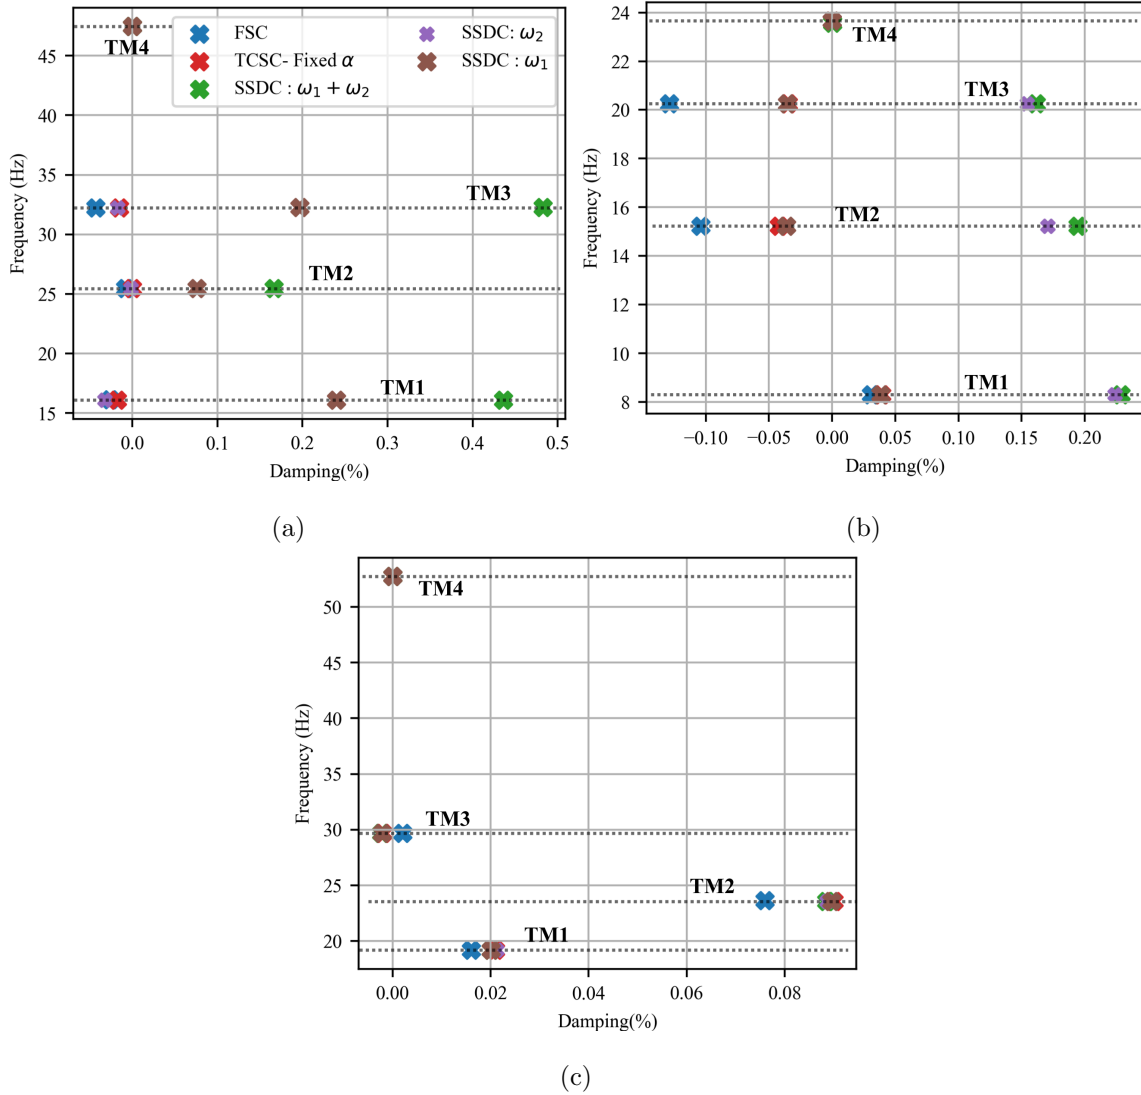 45
40
35
30
25
20
15
0.0
0.1
0.2
0.3
0.4
0.5
Frequency (Hz)
Damping(%)
FSC
TCSC- Fixed α
SSDC : ω₁ + ω₂
SSDC: ω₂
SSDC : ω₁
TM4
TM3
TM2
TM1
(a)
24
22
20
18
16
14
12
10
8
−0.10
−0.05
0.00
0.05
0.10
0.15
0.20
Frequency (Hz)
Damping(%)
TM4
TM3
TM2
TM1
(b)
50
45
40
35
30
25
20
0.00
0.02
0.04
0.06
0.08
Frequency (Hz)
Damping(%)
TM4
TM3
TM2
TM1
(c)